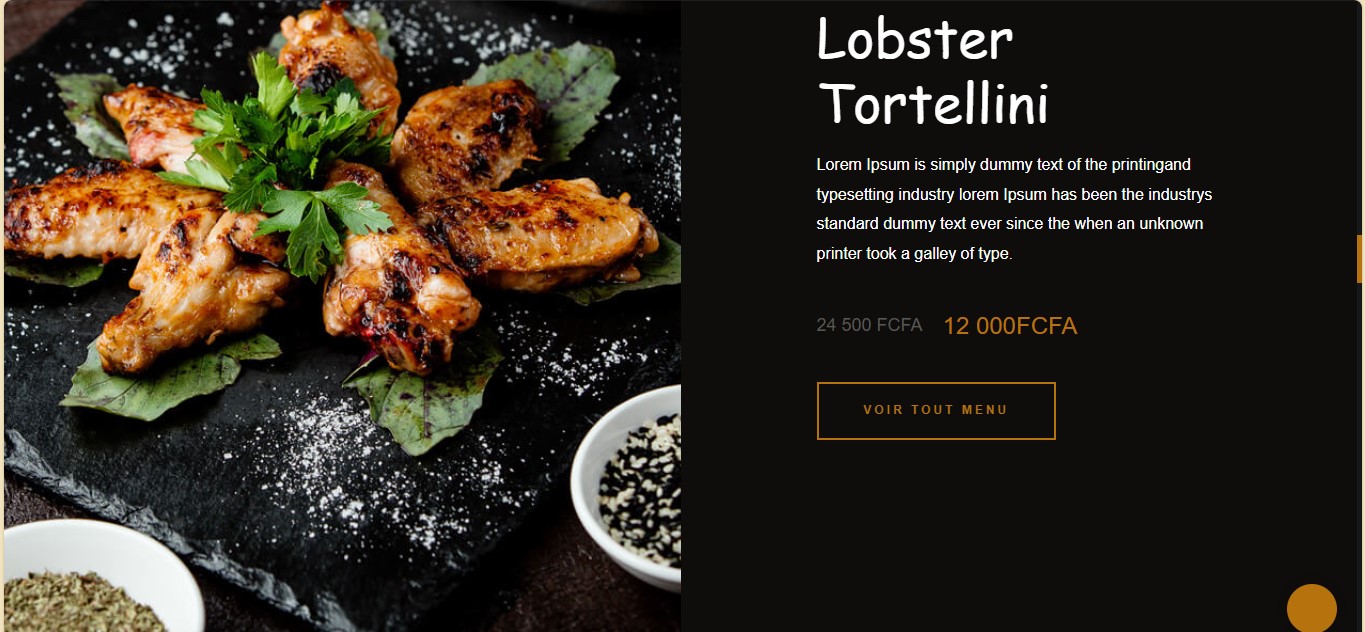 Lobster
Tortellini
Lorem Ipsum is simply dummy text of the printingand
typesetting industry lorem Ipsum has been the industrys
standard dummy text ever since the when an unknown
printer took a galley of type.
24 500 FCFA 12 000FCFA
VOIR TOUT MENU